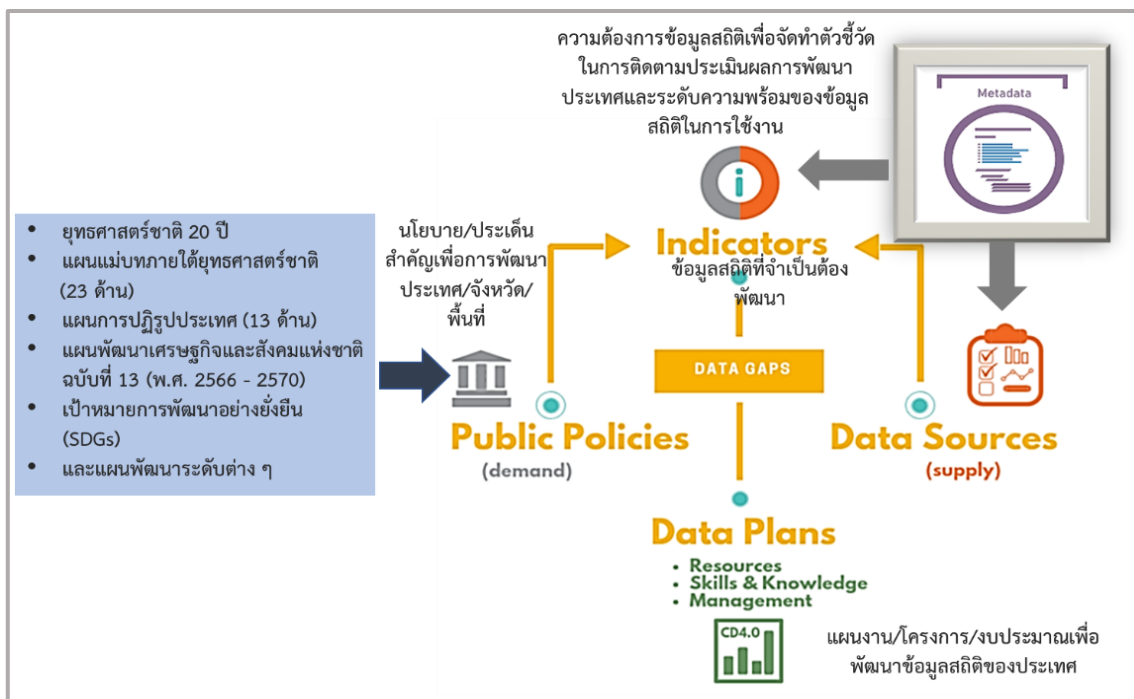 ความต้องการข้อมูลสถิติเพื่อจัดทำตัวชี้วัด
ในการติดตามประเมินผลการพัฒนา
ประเทศและระดับความพร้อมของข้อมูล
สถิติในการใช้งาน
Metadata
• ยุทธศาสตร์ชาติ 20 ปี
• แผนแม่บทภายใต้ยุทธศาสตร์ชาติ
(23 ด้าน)
• แผนการปฏิรูปประเทศ (13 ด้าน)
• แผนพัฒนาเศรษฐกิจและสังคมแห่งชาติ
ฉบับที่ 13 (พ.ศ. 2566 - 2570)
• เป้าหมายการพัฒนาอย่างยั่งยืน
(SDGs)
• และแผนพัฒนาระดับต่าง ๆ
นโยบาย/ประเด็น
สำคัญเพื่อการพัฒนา
ประเทศ/จังหวัด/
พื้นที่
i
Indicators
ข้อมูลสถิติที่จำเป็นต้อง
พัฒนา
DATA GAPS
Public Policies
(demand)
Data Sources
(supply)
Data Plans
• Resources
• Skills & Knowledge
• Management
CD4.0
แผนงาน/โครงการ/งบประมาณเพื่อ
พัฒนาข้อมูลสถิติของประเทศ